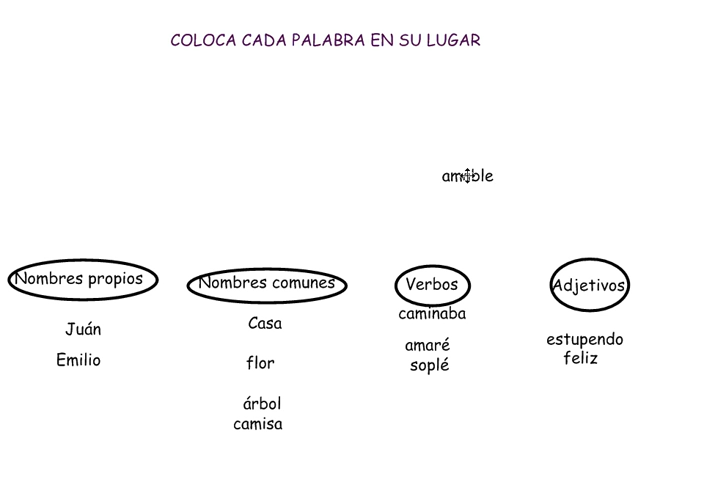 COLOCA CADA PALABRA EN SU LUGAR
Nombres propios
Nombres comunes
Verbos
Adjetivos
Juán
Emilio
Casa
flor
árbol
camisa
caminaba
amaré
soplé
estupendo
feliz